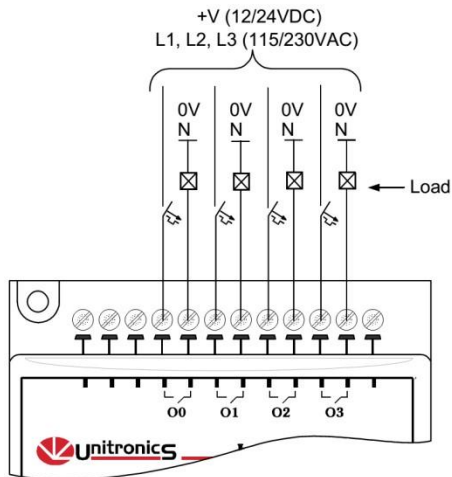 +V (12/24VDC)
L1, L2, L3 (115/230VAC)
0V 0V 0V 0V
N N N N
Load
O0 O1 O2 O3
Unitronics